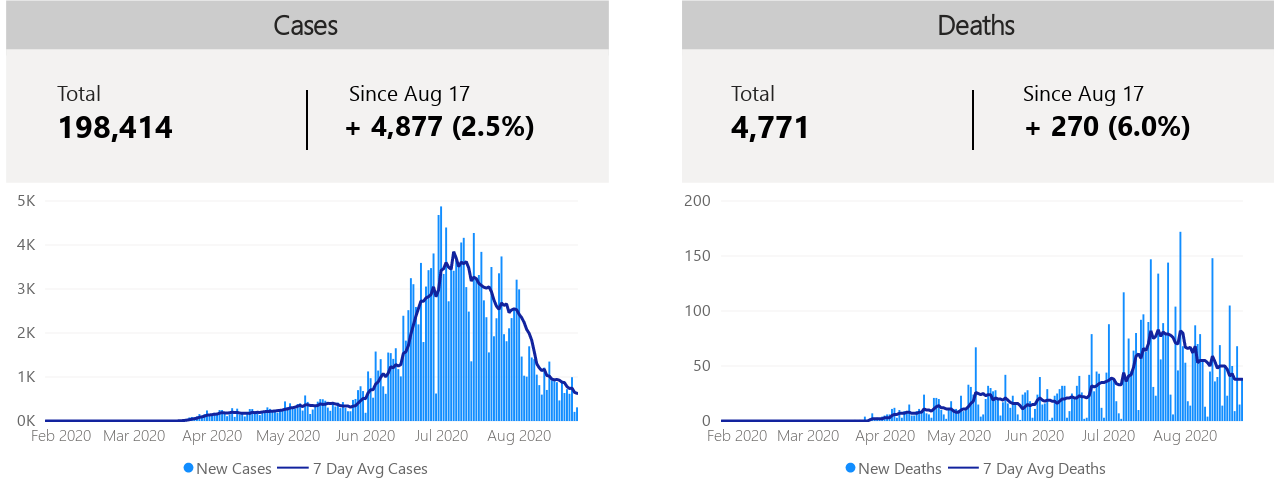 Cases
Total
198,414
Since Aug 17
+ 4,877 (2.5%)
5K
4K
3K
2K
1K
0K
Feb 2020 Mar 2020 Apr 2020 May 2020 Jun 2020 Jul 2020 Aug 2020
New Cases 7 Day Avg Cases
Deaths
Total
4,771
Since Aug 17
+ 270 (6.0%)
200
150
100
50
0
Feb 2020 Mar 2020 Apr 2020 May 2020 Jun 2020 Jul 2020 Aug 2020
New Deaths 7 Day Avg Deaths